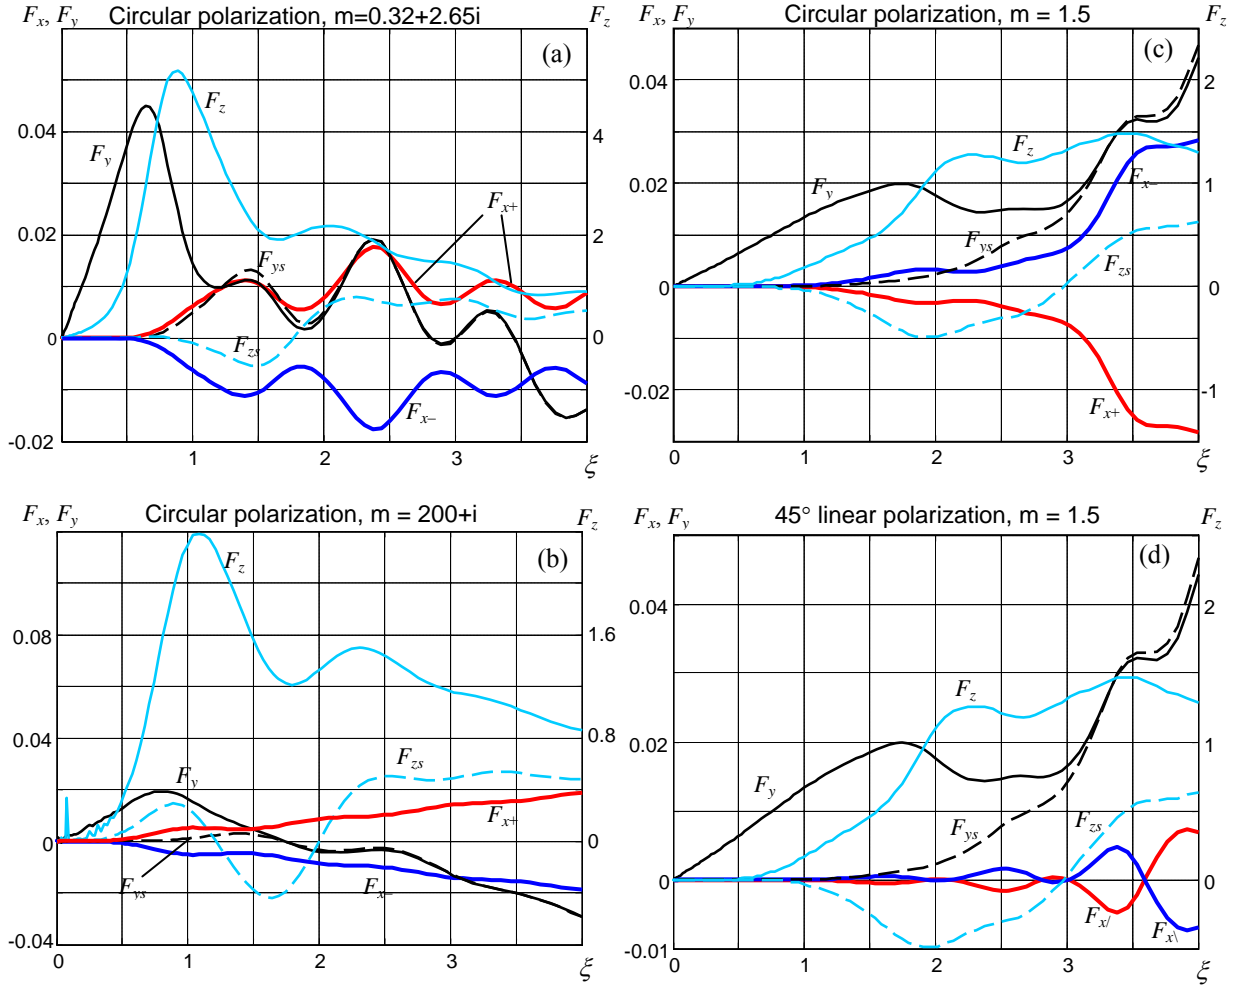 Fx, Fy Circular polarization, m=0.32+2.65i Fz
(a)
Fz
0.04 4
Fy
Fx+
0.02 2
Fys
0 0
Fzs
Fx–
-0.02
1 2 3 ξ
Fx, Fy Circular polarization, m = 1.5 Fz
(c)
0.04 2
Fz
Fx–
0.02 Fy 1
Fys
Fzs
0 0
Fx+
-0.02 -1
0 1 2 3 ξ
Fx, Fy Circular polarization, m = 200+i Fz
(b)
Fz
0.08 1.6
0.04 0.8
Fzs
Fy
Fx+
0 0
Fys Fx–
-0.04
0 1 2 3 ξ
Fx, Fy 45° linear polarization, m = 1.5 Fz
(d)
0.04 2
Fz
0.02 1
Fy
Fys Fzs
0 0
Fx/ Fx\
-0.01
0 1 2 3 ξ